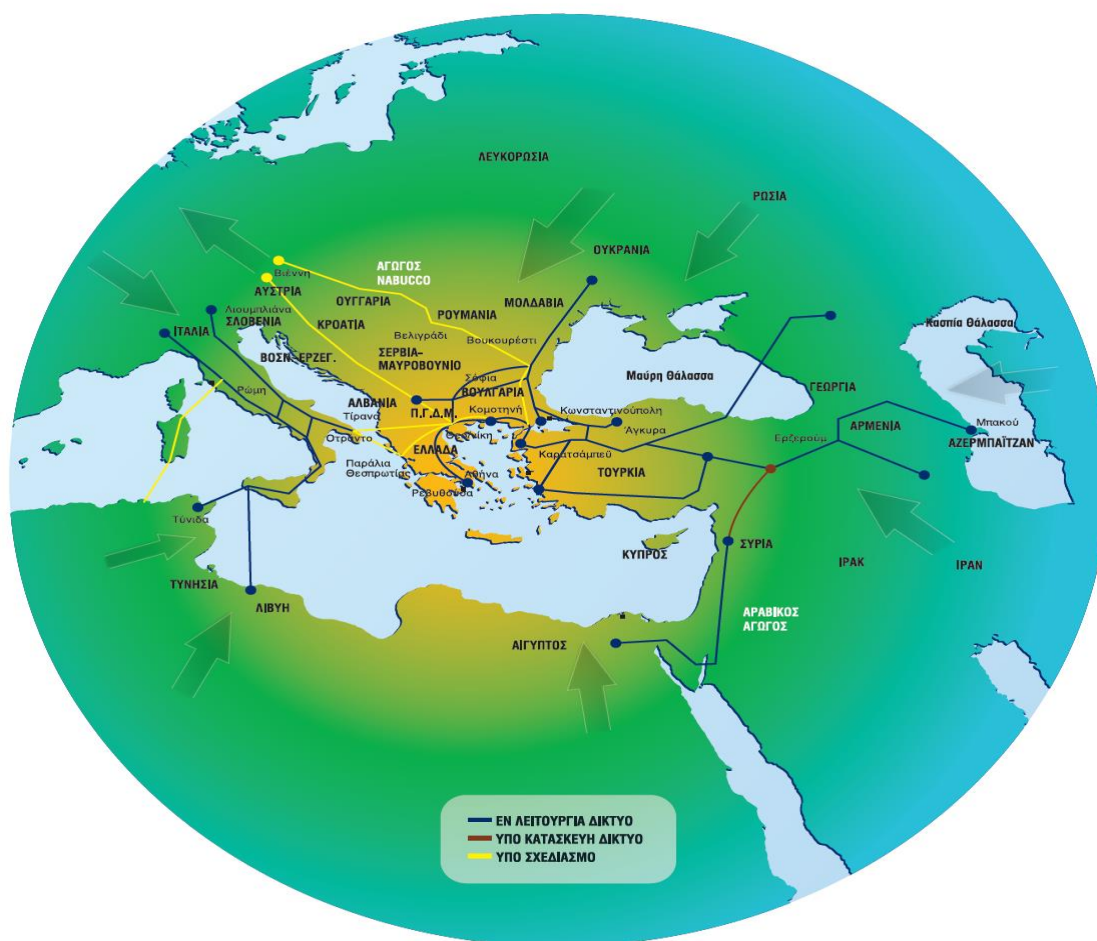 ΛΕΥΚΟΡΩΣΙΑ
ΡΩΣΙΑ
ΟΥΚΡΑΝΙΑ
Βιέννη
ΑΓΩΓΟΣ
NABUCCO
ΑΥΣΤΡΙΑ
ΟΥΓΓΑΡΙΑ
ΜΟΛΔΑΒΙΑ
Λιουμπλιάνα
ΣΛΟΒΕΝΙΑ
ΡΟΥΜΑΝΙΑ
ΚΡΟΑΤΙΑ
ΙΤΑΛΙΑ
Βελιγράδι
Βουκουρέστι
Κασπία Θάλασσα
ΒΟΣΝ.-ΕΡΖΕΓ.
ΣΕΡΒΙΑ-
ΜΑΥΡΟΒΟΥΝΙΟ
Σόφια
Μαύρη Θάλασσα
ΓΕΩΡΓΙΑ
Ρώμη
ΒΟΥΛΓΑΡΙΑ
ΑΛΒΑΝΙΑ
Π.Γ.Δ.Μ.
Κομοτηνή
Κωνσταντινούπολη
Τίρανα
Άγκυρα
ΑΡΜΕΝΙΑ
Μπακού
Οτράντο
Θεσ/νίκη
Ερζερούμ
ΑΖΕΡΜΠΑΪΤΖΑΝ
ΕΛΛΑΔΑ
Καρατσάμπεϋ
Παράλια
Θεσπρωτίας
Αθήνα
ΤΟΥΡΚΙΑ
Ρεβυθούσα
Τύνιδα
ΣΥΡΙΑ
ΚΥΠΡΟΣ
ΙΡΑΚ
ΙΡΑΝ
ΤΥΝΗΣΙΑ
ΛΙΒΥΗ
ΑΡΑΒΙΚΟΣ
ΑΓΩΓΟΣ
ΑΙΓΥΠΤΟΣ
ΕΝ ΛΕΙΤΟΥΡΓΙΑ ΔΙΚΤΥΟ
ΥΠΟ ΚΑΤΑΣΚΕΥΗ ΔΙΚΤΥΟ
ΥΠΟ ΣΧΕΔΙΑΣΜΟ